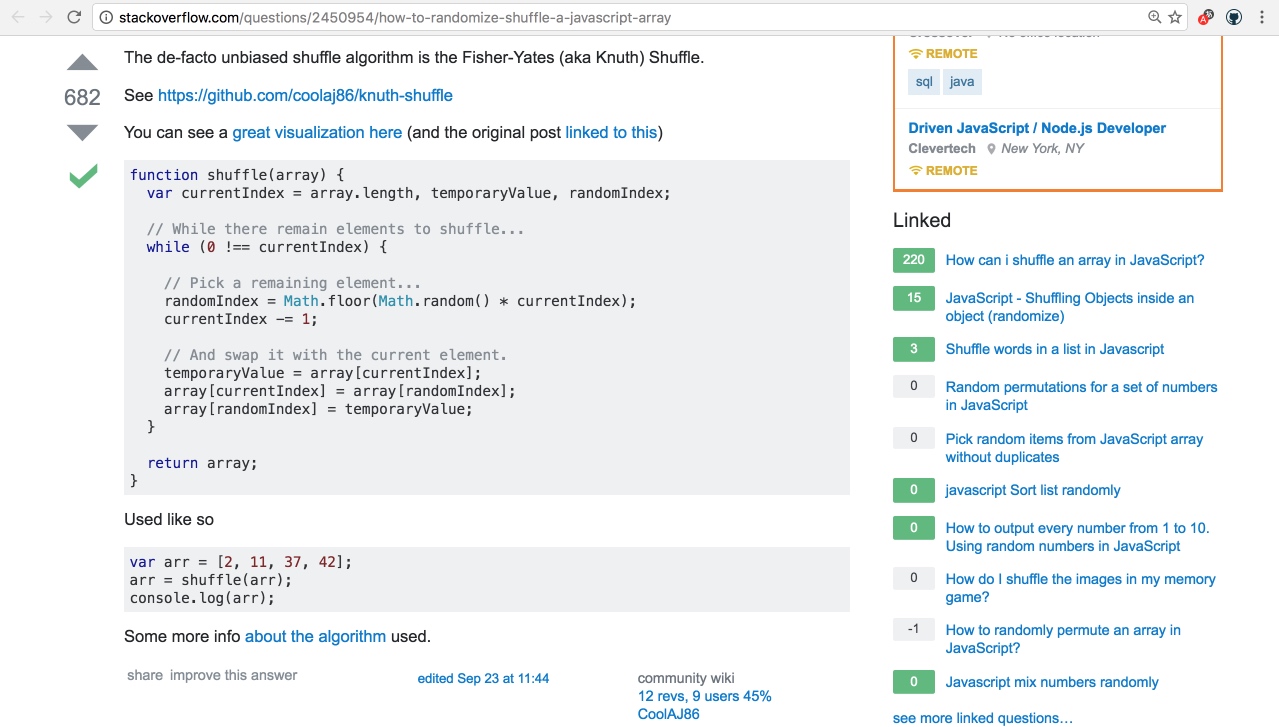 stackoverflow.com/questions/2450954/how-to-randomize-shuffle-a-javascript-array
The de-facto unbiased shuffle algorithm is the Fisher-Yates (aka Knuth) Shuffle.
682
See https://github.com/coolaj86/knuth-shuffle
You can see a great visualization here (and the original post linked to this)
function shuffle(array) {
  var currentIndex = array.length, temporaryValue, randomIndex;
  // While there remain elements to shuffle...
  while (0 !== currentIndex) {
    // Pick a remaining element...
    randomIndex = Math.floor(Math.random() * currentIndex);
    currentIndex -= 1;
    // And swap it with the current element.
    temporaryValue = array[currentIndex];
    array[currentIndex] = array[randomIndex];
    array[randomIndex] = temporaryValue;
  }
  return array;
}
Used like so
var arr = [2, 11, 37, 42];
arr = shuffle(arr);
console.log(arr);
Some more info about the algorithm used.
share improve this answer
edited Sep 23 at 11:44
community wiki
12 revs, 9 users 45%
CoolAJ86
REMOTE
sql java
Driven JavaScript / Node.js Developer
Clevertech New York, NY
REMOTE
Linked
220 How can i shuffle an array in JavaScript?
15 JavaScript - Shuffling Objects inside an
object (randomize)
3 Shuffle words in a list in Javascript
0 Random permutations for a set of numbers
in JavaScript
0 Pick random items from JavaScript array
without duplicates
0 javascript Sort list randomly
0 How to output every number from 1 to 10.
Using random numbers in JavaScript
0 How do I shuffle the images in my memory
game?
-1 How to randomly permute an array in
JavaScript?
0 Javascript mix numbers randomly
see more linked questions…